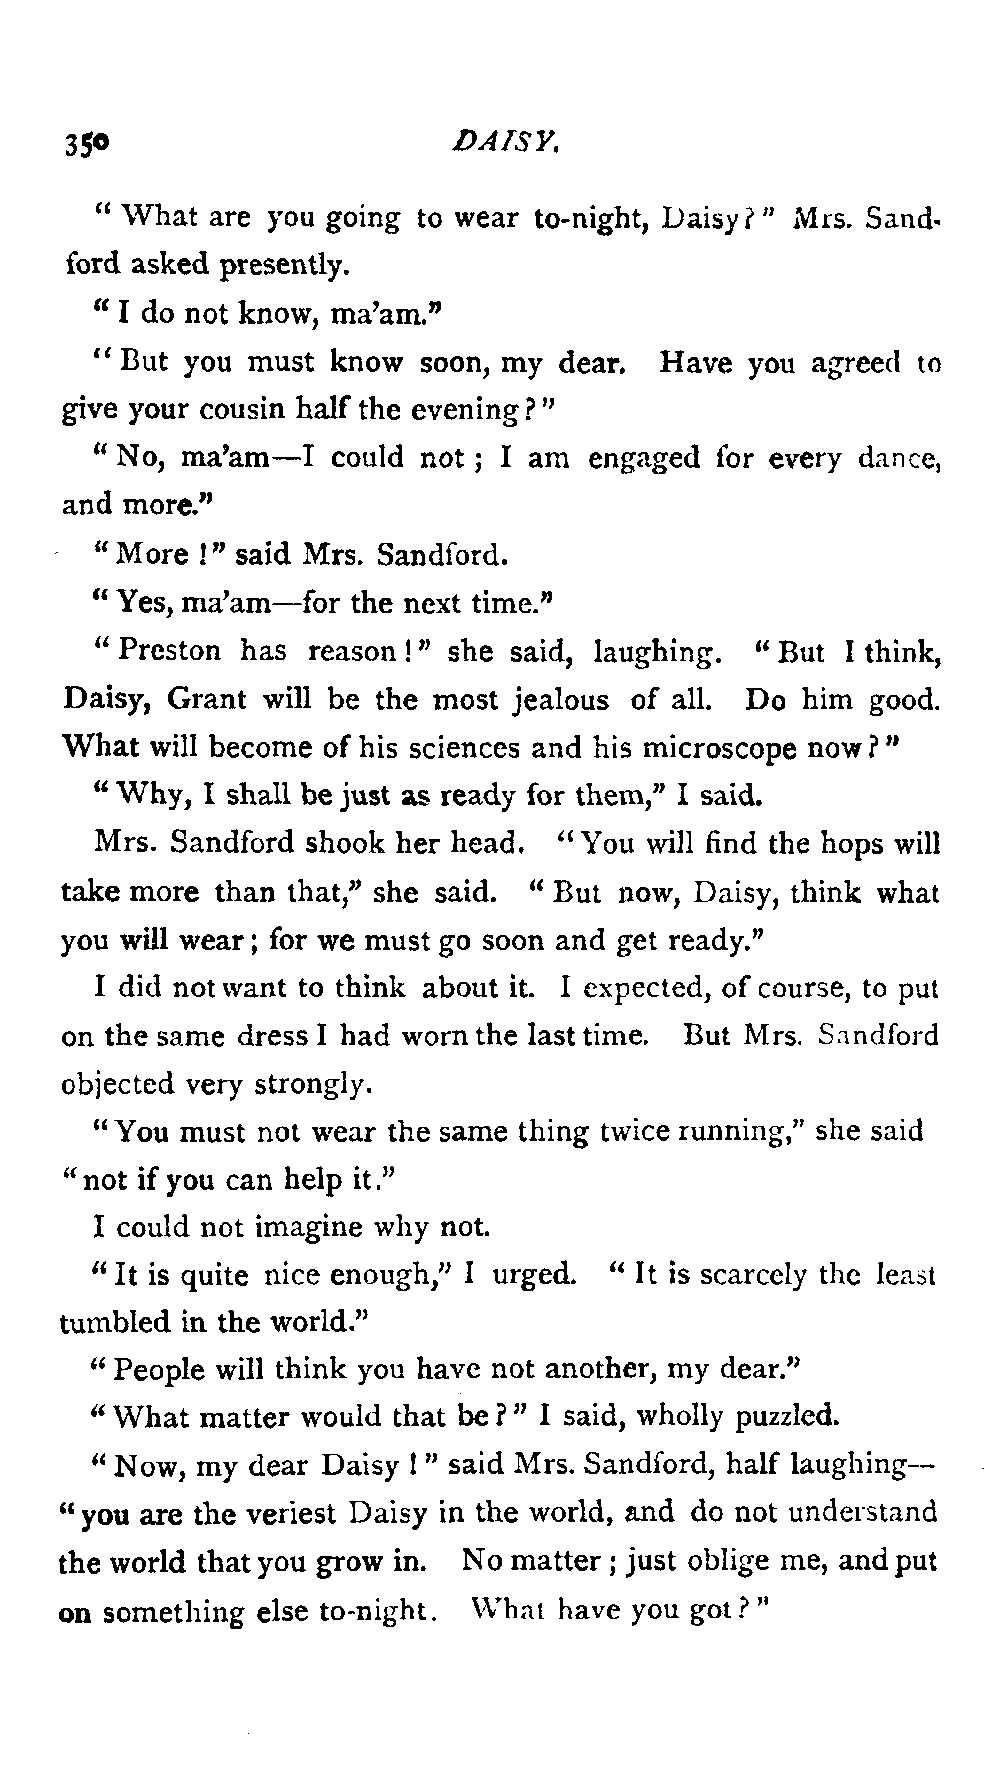 350 DAISY.
"What are you going to wear to-night, Daisy?" Mrs. Sand-
ford asked presently.
"I do not know, ma'am."
"But you must know soon, my dear. Have you agreed to
give your cousin half the evening?"
"No, ma'am—I could not; I am engaged for every dance,
and more."
"More!" said Mrs. Sandford.
"Yes, ma'am—for the next time."
"Preston has reason!" she said, laughing. "But I think,
Daisy, Grant will be the most jealous of all. Do him good.
What will become of his sciences and his microscope now?"
"Why, I shall be just as ready for them," I said.
Mrs. Sandford shook her head. "You will find the hops will
take more than that," she said. "But now, Daisy, think what
you will wear; for we must go soon and get ready."
I did not want to think about it. I expected, of course, to put
on the same dress I had worn the last time. But Mrs. Sandford
objected very strongly.
"You must not wear the same thing twice running," she said
"not if you can help it."
I could not imagine why not.
"It is quite nice enough," I urged. "It is scarcely the least
tumbled in the world."
"People will think you have not another, my dear."
"What matter would that be?" I said, wholly puzzled.
"Now, my dear Daisy!" said Mrs. Sandford, half laughing—
"you are the veriest Daisy in the world, and do not understand
the world that you grow in. No matter; just oblige me, and put
on something else to-night. What have you got?"